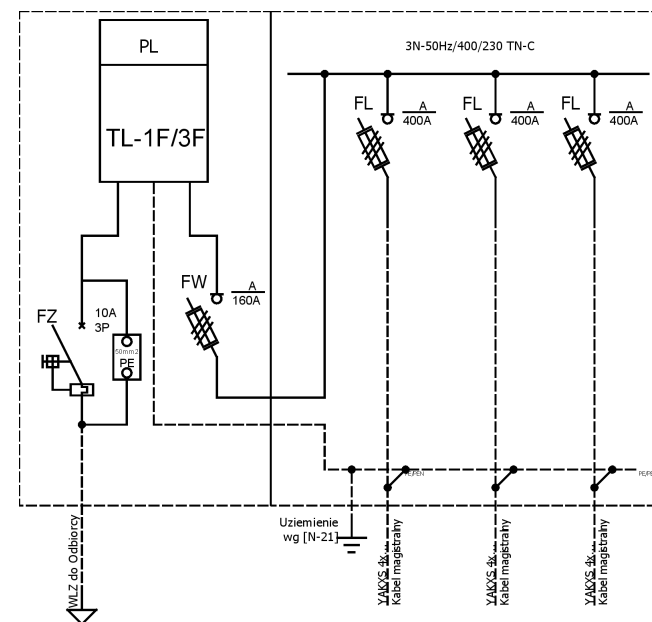 PL
TL-1F/3F
3N-50Hz/400/230 TN-C
FL
A
400A
FL
A
400A
FL
A
400A
FW
A
160A
FZ
10A
3P
50mm2
PE
PE/PEN
Uziemienie
wg [N-21]
WLZ do Odbiorcy
YAKXS 4x...
Kabel magistralny
YAKXS 4x...
Kabel magistralny
YAKXS 4x...
Kabel magistralny